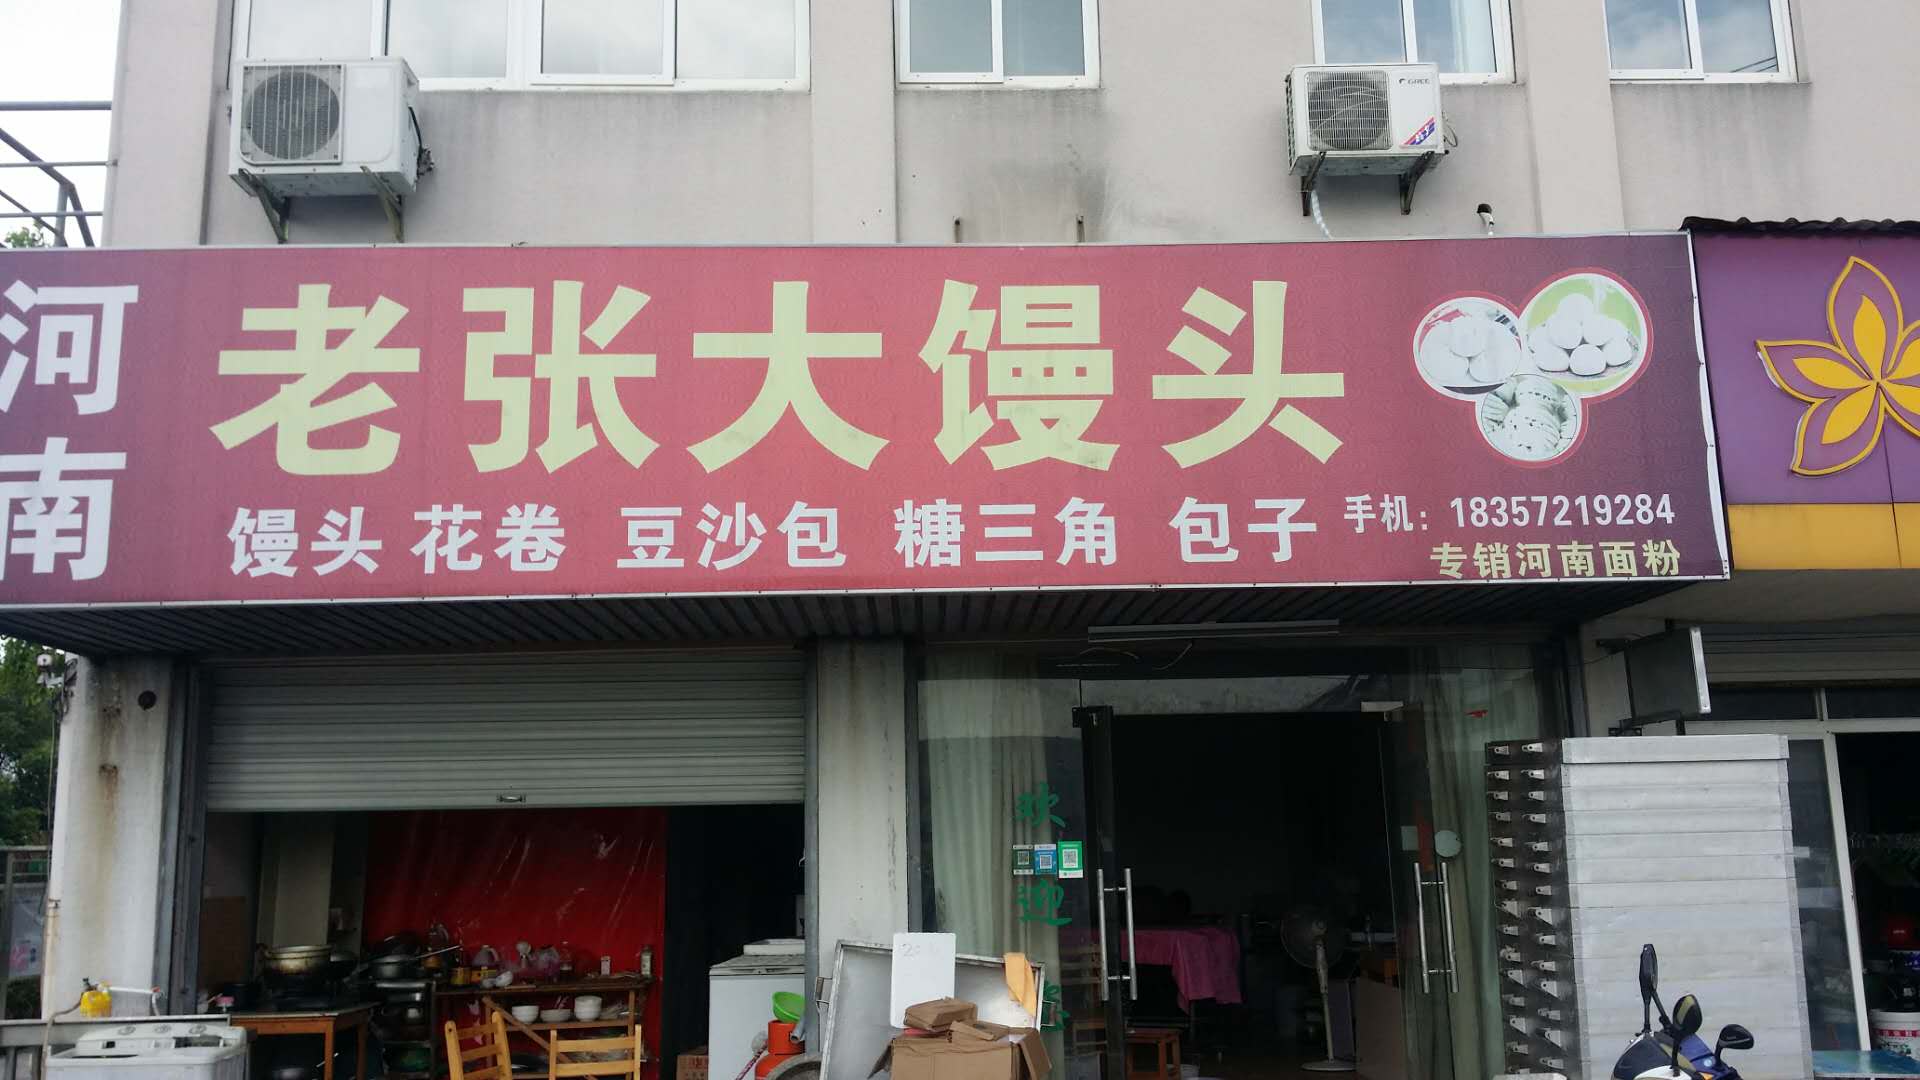 河南
老张大馒头
馒头 花卷 豆沙包 糖三角 包子
手机：18357219284
专销河南面粉
GREE
欢迎